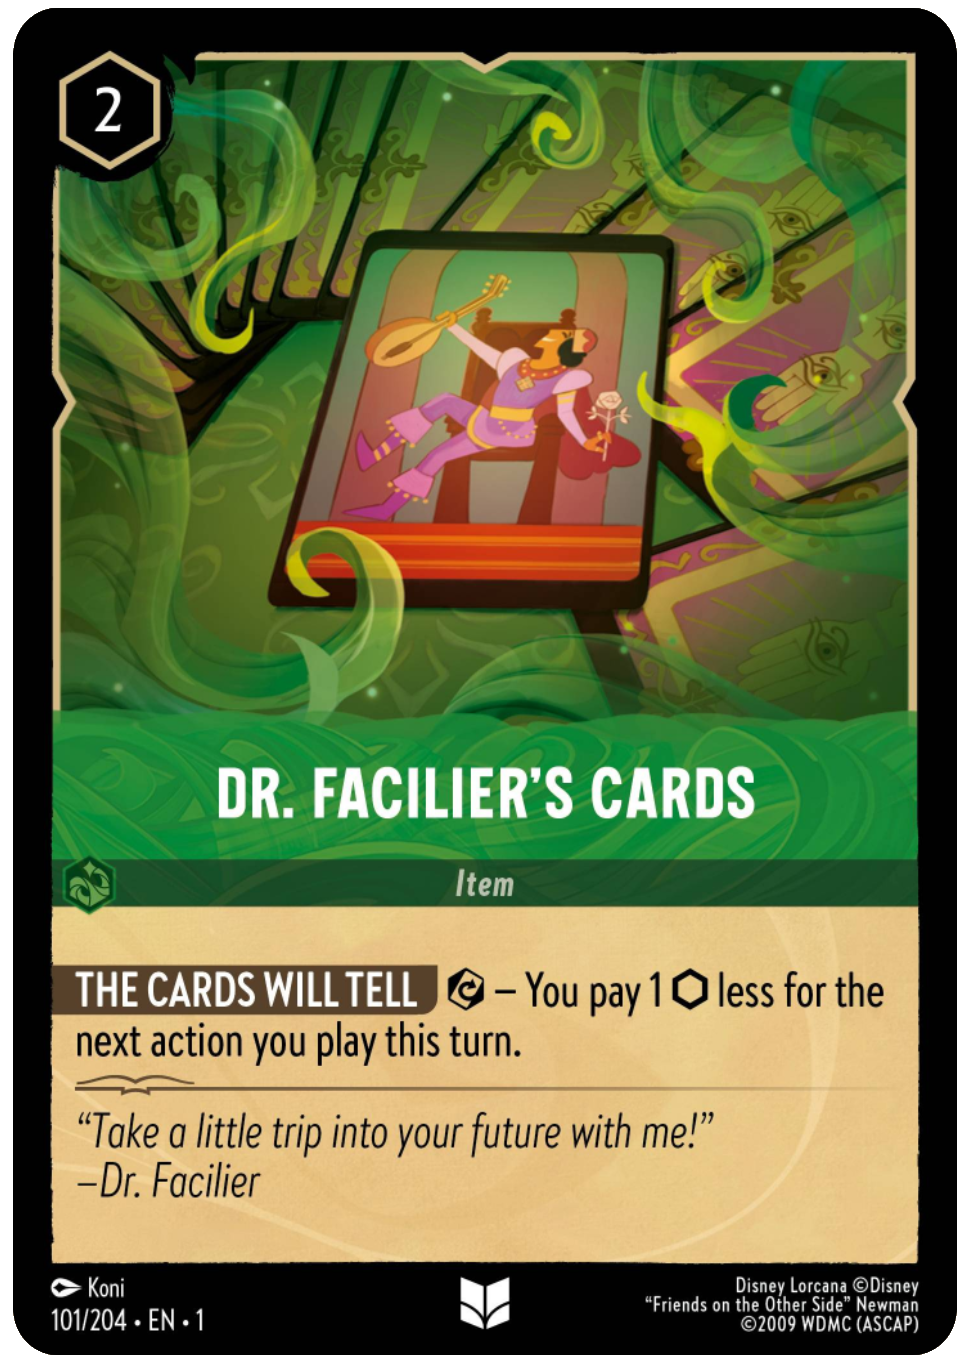 2
DR. FACILIER’S CARDS
Item
THE CARDS WILL TELL – You pay 1 less for the
next action you play this turn.
“Take a little trip into your future with me!”
–Dr. Facilier
Koni
101/204 • EN • 1
Disney Lorcana ©Disney
“Friends on the Other Side” Newman
©2009 WDMC (ASCAP)